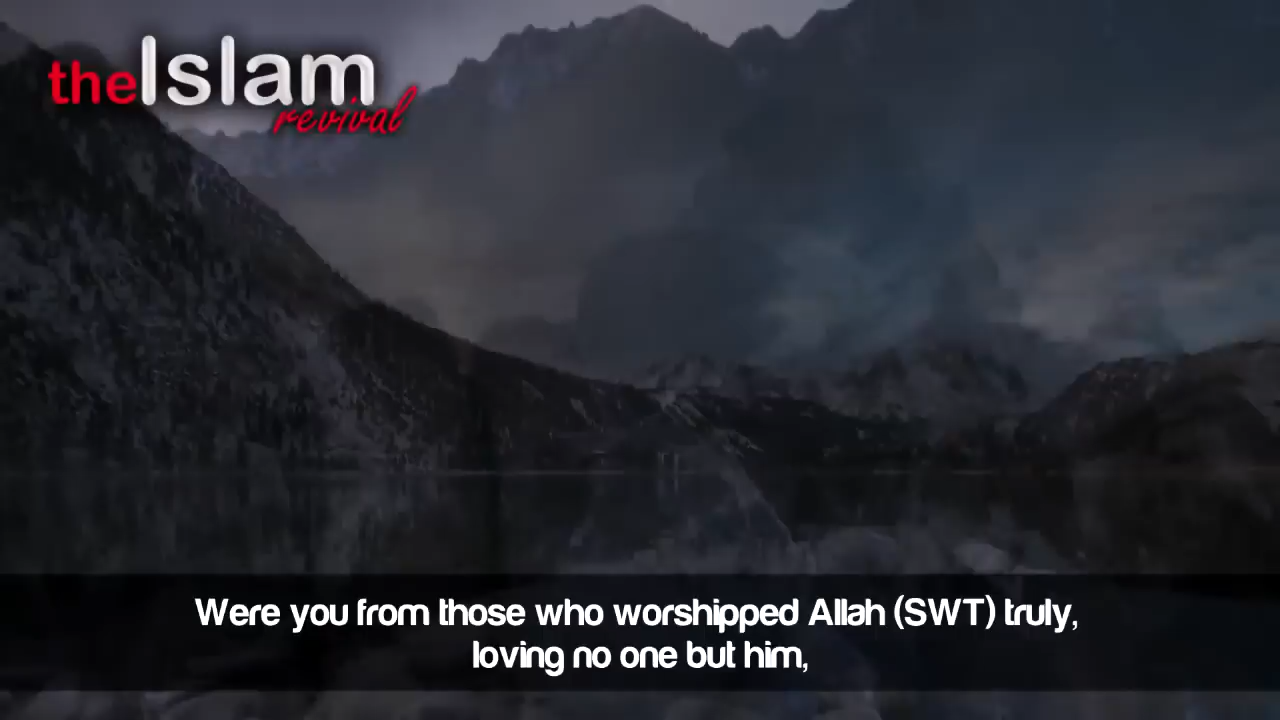 theIslam
revival
Were you from those who worshipped Allah (SWT) truly,
loving no one but him,